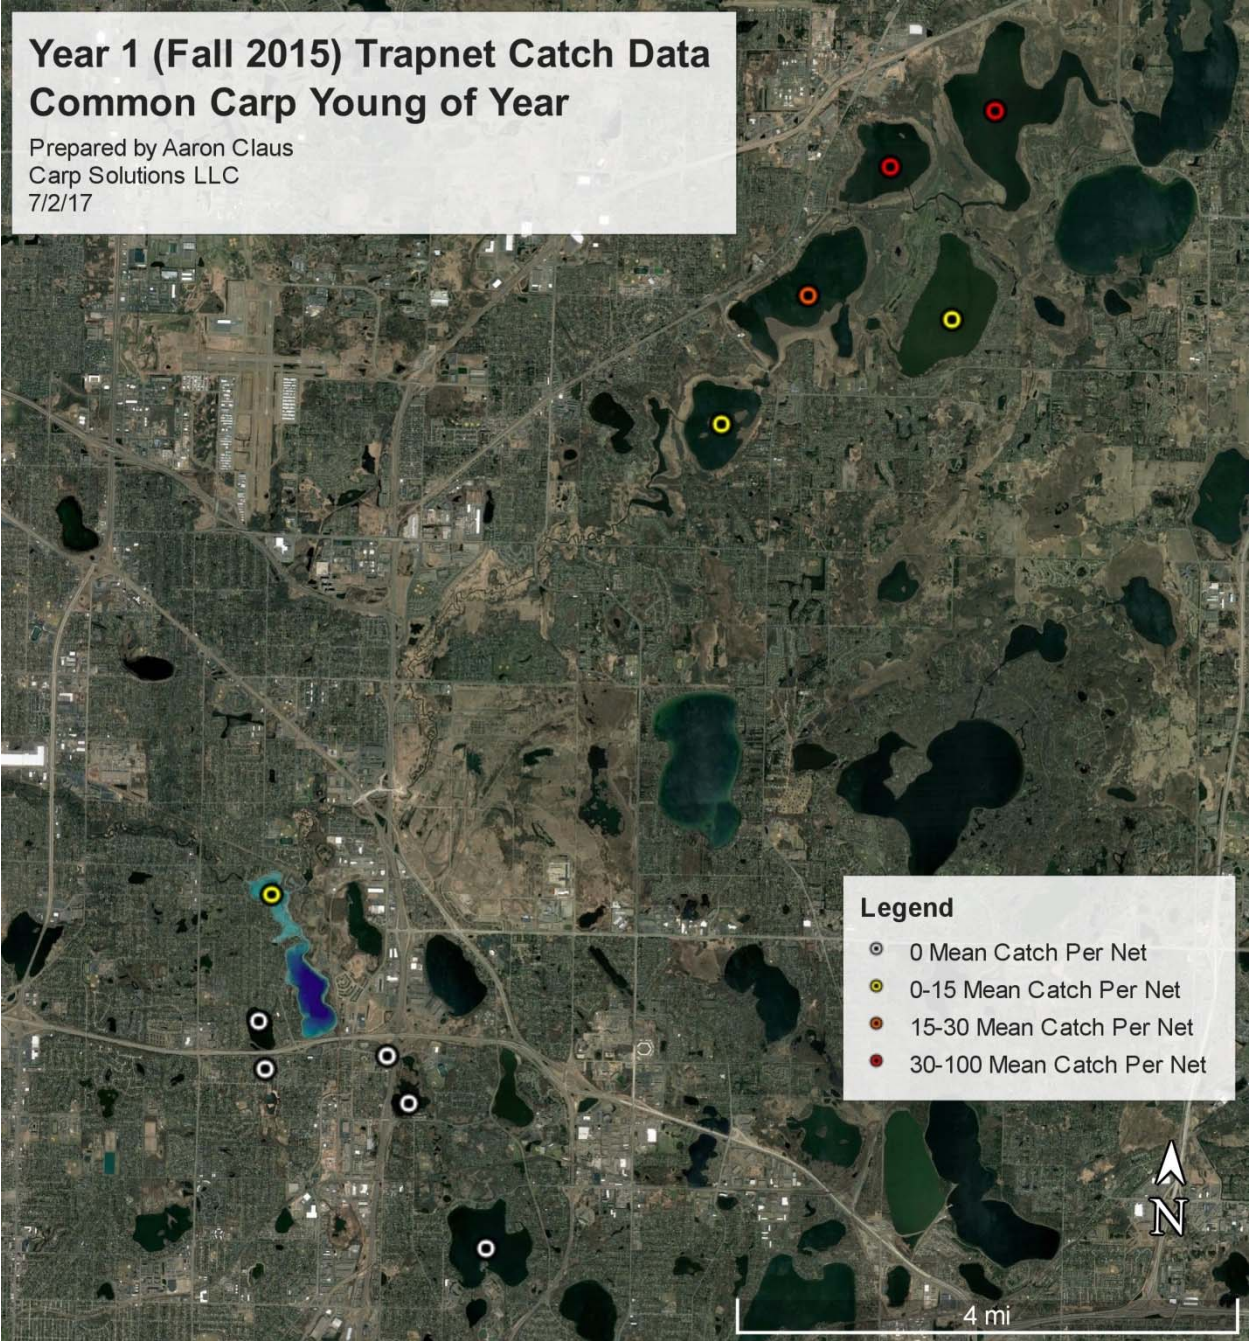 Year 1 (Fall 2015) Trapnet Catch Data
Common Carp Young of Year
Prepared by Aaron Claus
Carp Solutions LLC
7/2/17
Legend
0 Mean Catch Per Net
0-15 Mean Catch Per Net
15-30 Mean Catch Per Net
30-100 Mean Catch Per Net
N
4 mi